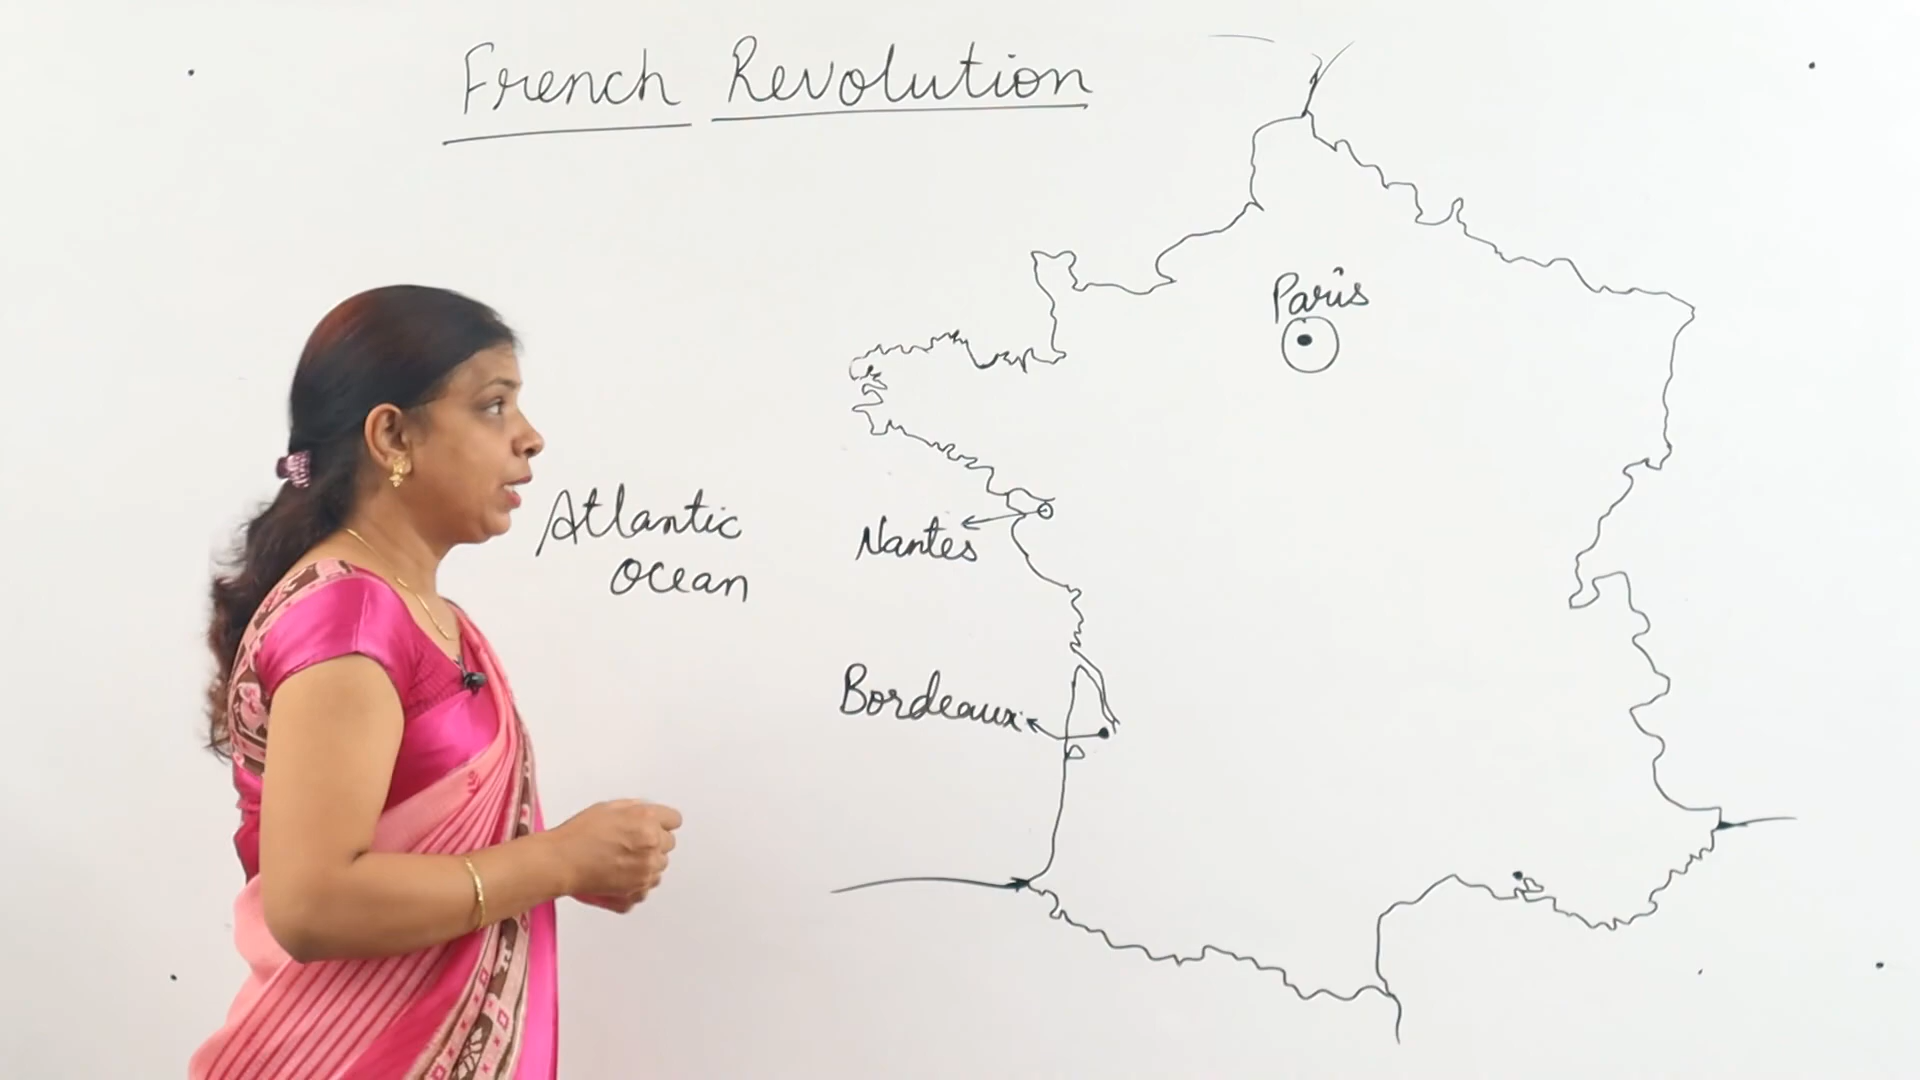 French Revolution
Paris
Atlantic
Ocean
Nantes
Bordeaux